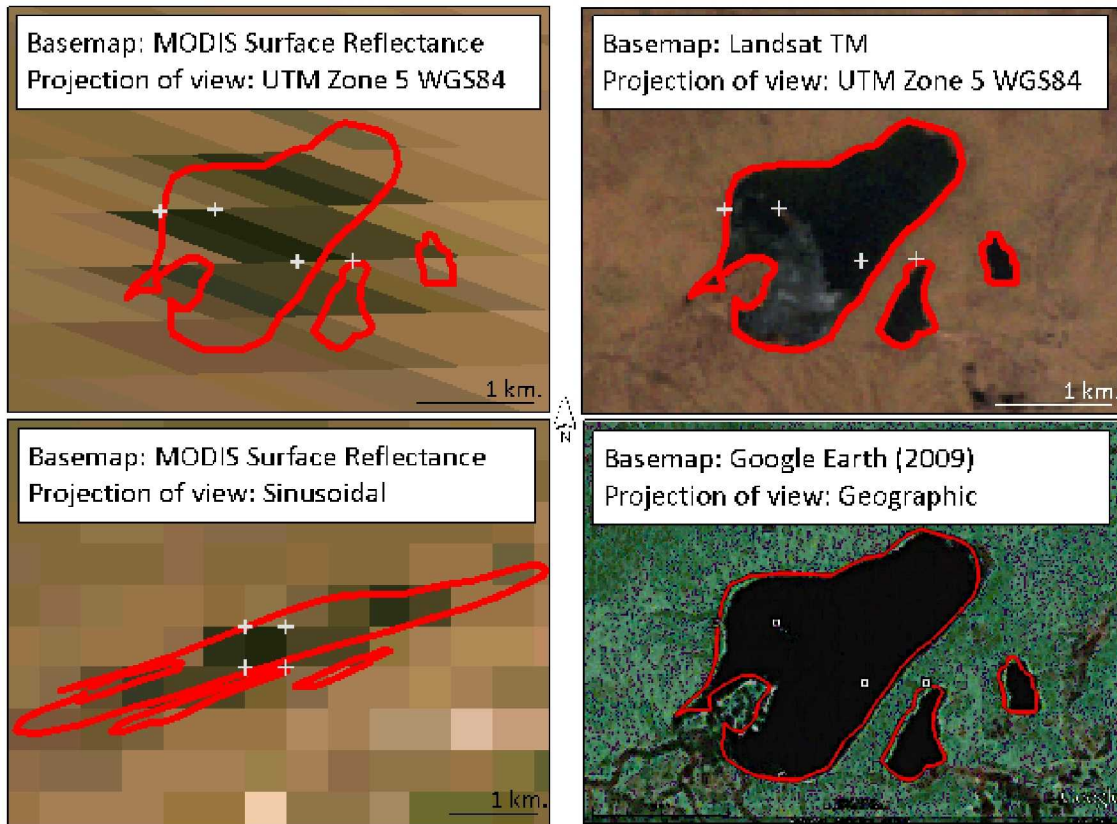 Basemap: MODIS Surface Reflectance
Projection of view: UTM Zone 5 WGS84
1 km.
Basemap: Landsat TM
Projection of view: UTM Zone 5 WGS84
1 km.
N
Basemap: MODIS Surface Reflectance
Projection of view: Sinusoidal
1 km.
Basemap: Google Earth (2009)
Projection of view: Geographic
Google